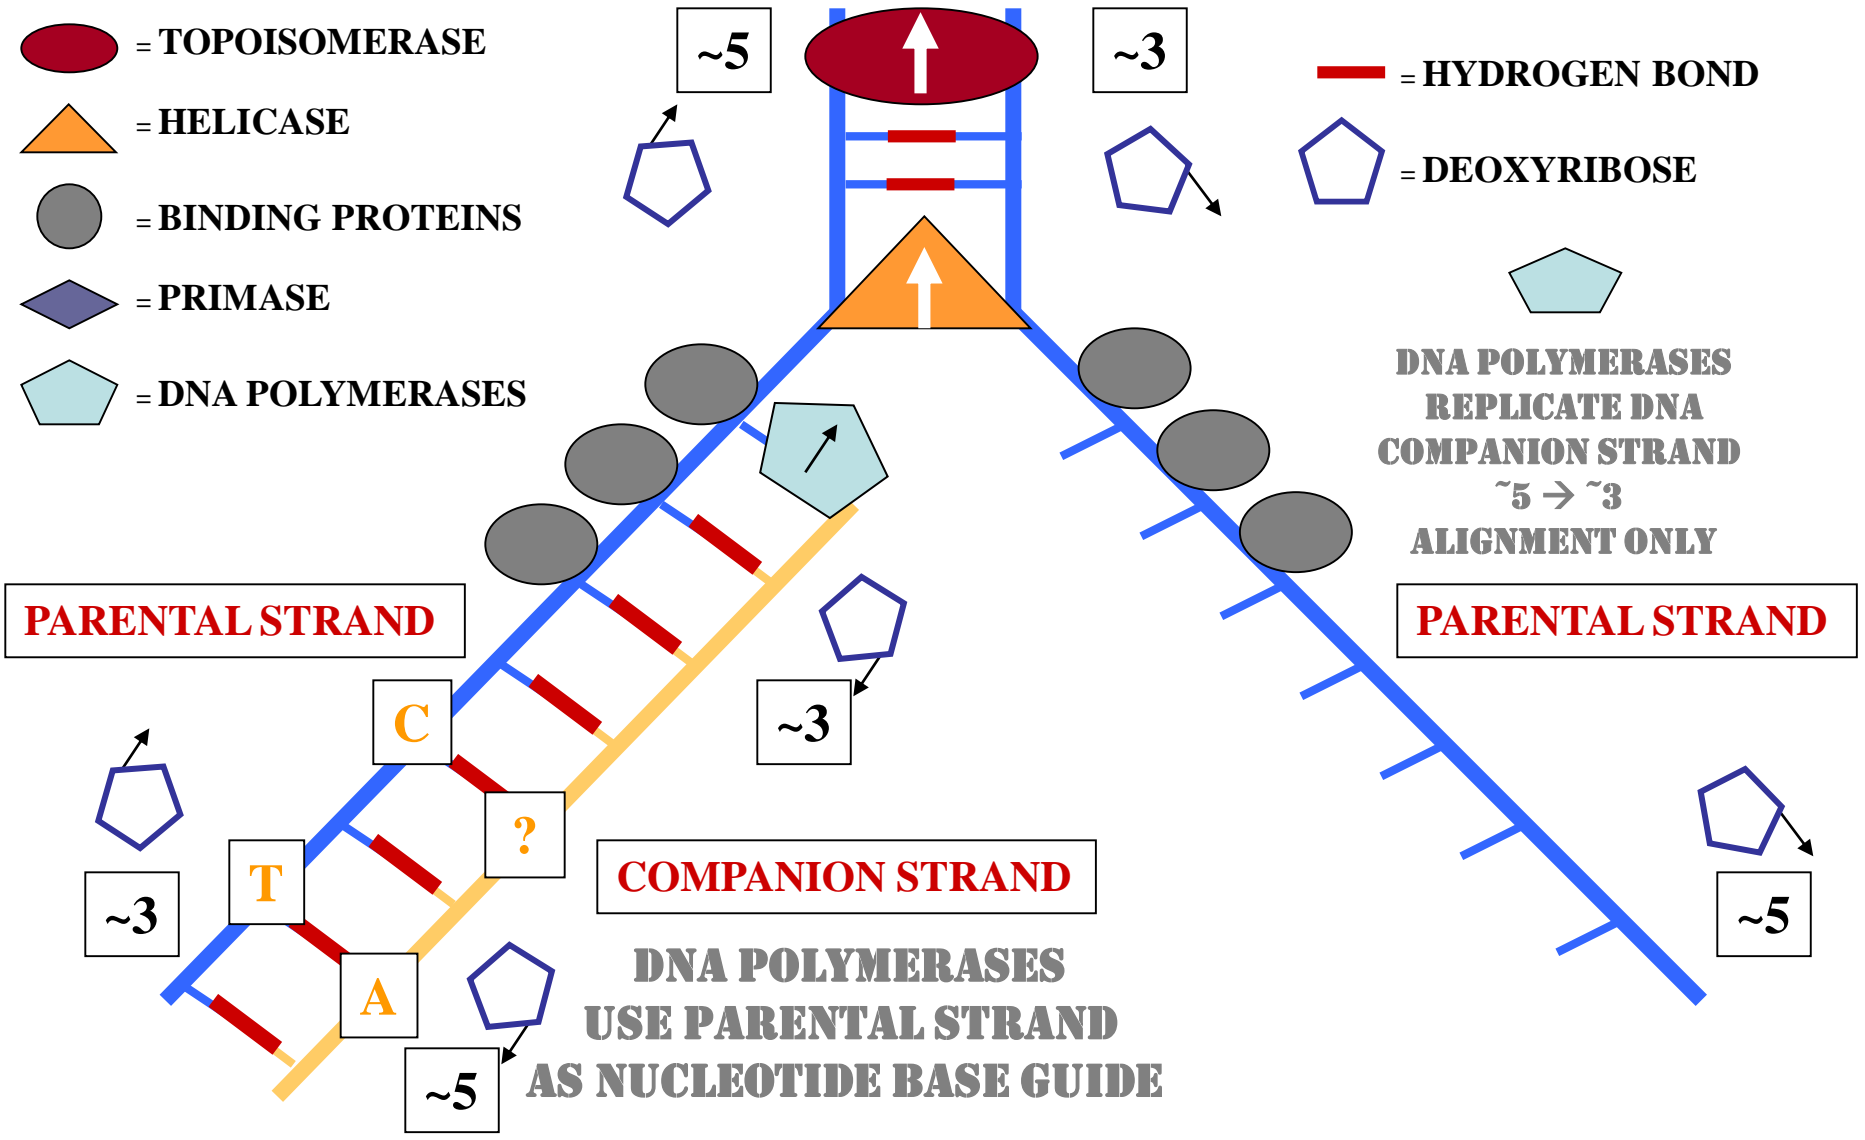 = TOPOISOMERASE
= HELICASE
= BINDING PROTEINS
= PRIMASE
= DNA POLYMERASES
~5
~3
= HYDROGEN BOND
= DEOXYRIBOSE
DNA POLYMERASES
REPLICATE DNA
COMPANION STRAND
~5 → ~3
ALIGNMENT ONLY
PARENTAL STRAND
PARENTAL STRAND
~3
C
?
T
A
~3
~5
COMPANION STRAND
~5
DNA POLYMERASES
USE PARENTAL STRAND
AS NUCLEOTIDE BASE GUIDE